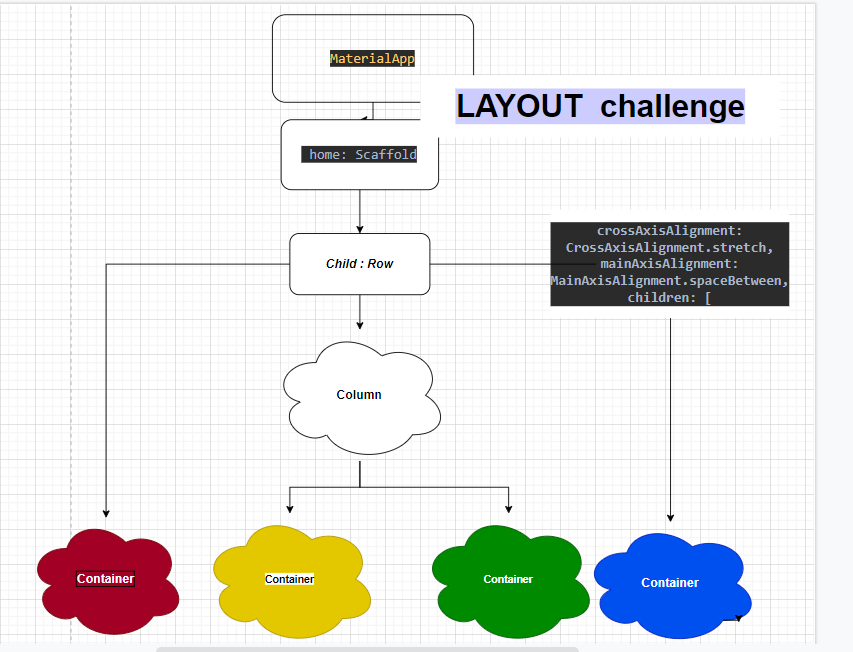 MaterialApp
LAYOUT challenge
home: Scaffold
Child : Row
crossAxisAlignment:
CrossAxisAlignment.stretch,
mainAxisAlignment:
MainAxisAlignment.spaceBetween,
children: [
Column
Container
Container
Container
Container